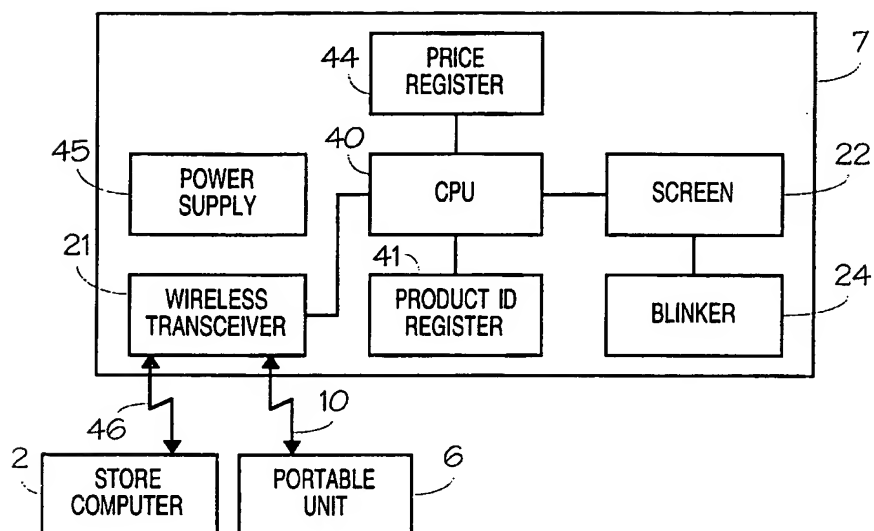 44
PRICE
REGISTER
7
45
POWER
SUPPLY
40
CPU
SCREEN
22
21
WIRELESS
TRANSCEIVER
41
PRODUCT ID
REGISTER
BLINKER
24
46
10
2
STORE
COMPUTER
PORTABLE
UNIT
6